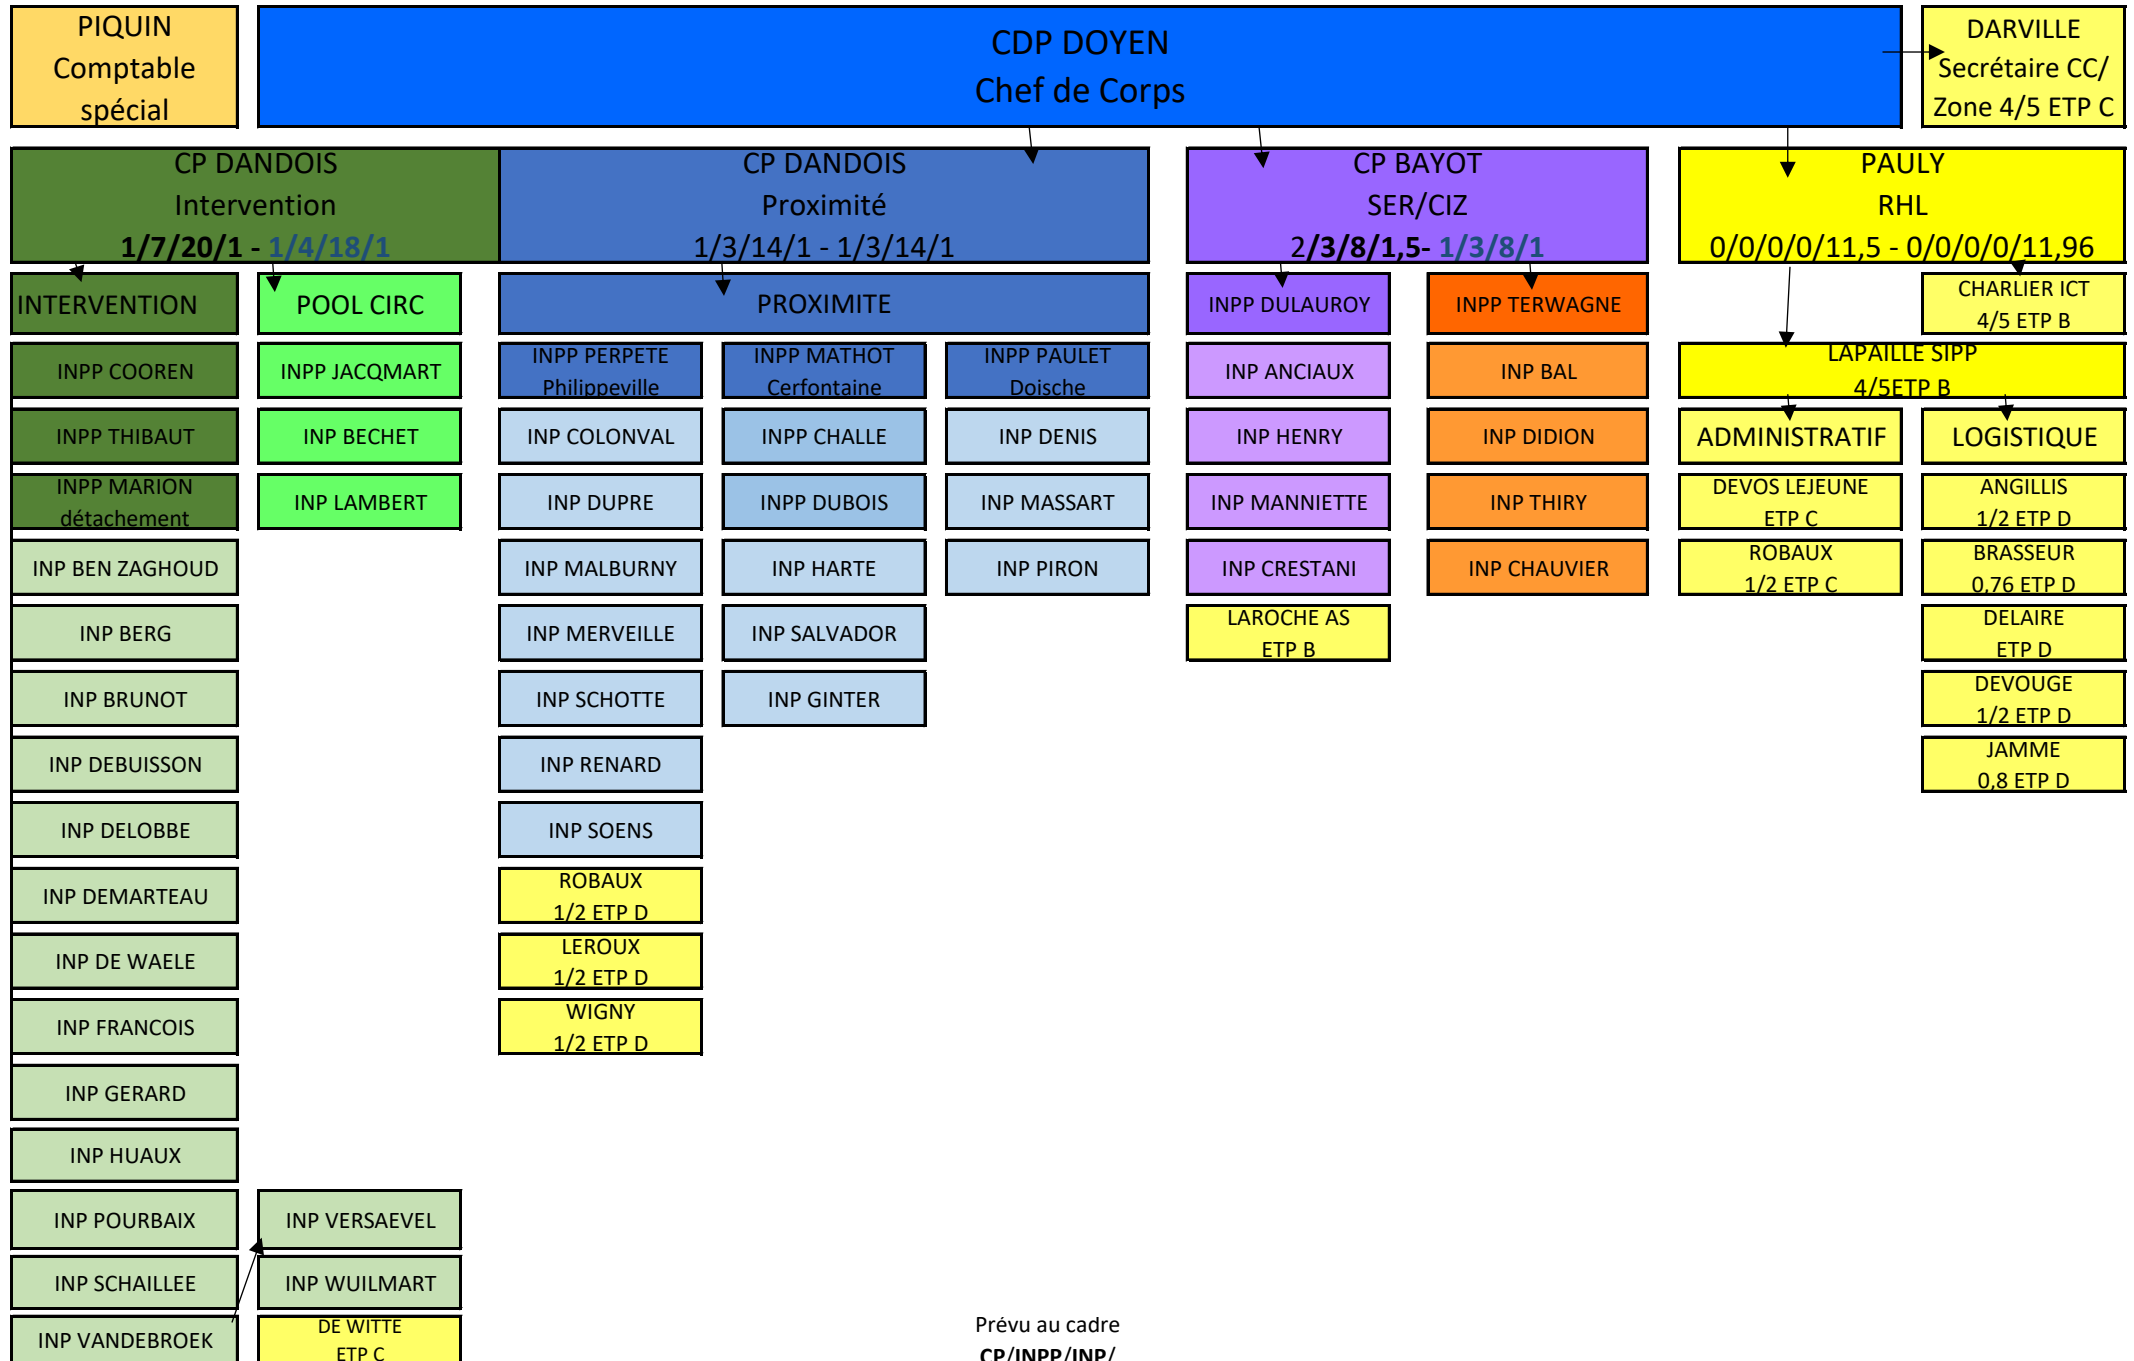 PIQUIN
Comptable
spécial
CDP DOYEN
Chef de Corps
DARVILLE
Secrétaire CC/
Zone 4/5 ETP C
CP DANDOIS
Intervention
1/7/20/1 - 1/4/18/1
CP DANDOIS
Proximité
1/3/14/1 - 1/3/14/1
CP BAYOT
SER/CIZ
2/3/8/1,5- 1/3/8/1
PAULY
RHL
0/0/0/0/11,5 - 0/0/0/0/11,96
INTERVENTION
INPP COOREN
INPP THIBAUT
INPP MARION
détachement
INP BEN ZAGHOUD
INP BERG
INP BRUNOT
INP DEBUISSON
INP DELOBBE
INP DEMARTEAU
INP DE WAELE
INP FRANCOIS
INP GERARD
INP HUAUX
INP POURBAIX
INP SCHAILLEE
INP VANDEBROEK
POOL CIRC
INPP JACQMART
INP BECHET
INP LAMBERT
INP VERSAEVEL
INP WUILMART
DE WITTE
ETP C
PROXIMITE
INPP PERPETE
Philippeville
INP COLONVAL
INP DUPRE
INP MALBURNY
INP MERVEILLE
INP SCHOTTE
INP RENARD
INP SOENS
ROBAUX
1/2 ETP D
LEROUX
1/2 ETP D
WIGNY
1/2 ETP D
INPP MATHOT
Cerfontaine
INPP CHALLE
INPP DUBOIS
INP HARTE
INP SALVADOR
INP GINTER
INPP PAULET
Doische
INP DENIS
INP MASSART
INP PIRON
INPP DULAUROY
INP ANCIAUX
INP HENRY
INP MANNIETTE
INP CRESTANI
LAROCHE AS
ETP B
INPP TERWAGNE
INP BAL
INP DIDION
INP THIRY
INP CHAUVIER
CHARLIER ICT
4/5 ETP B
LAPAILLE SIPP
4/5ETP B
ADMINISTRATIF
DEVOS LEJEUNE
ETP C
ROBAUX
1/2 ETP C
LOGISTIQUE
ANGILLIS
1/2 ETP D
BRASSEUR
0,76 ETP D
DELAIRE
ETP D
DEVOUGE
1/2 ETP D
JAMME
0,8 ETP D
Prévu au cadre
CP/INPP/INP/